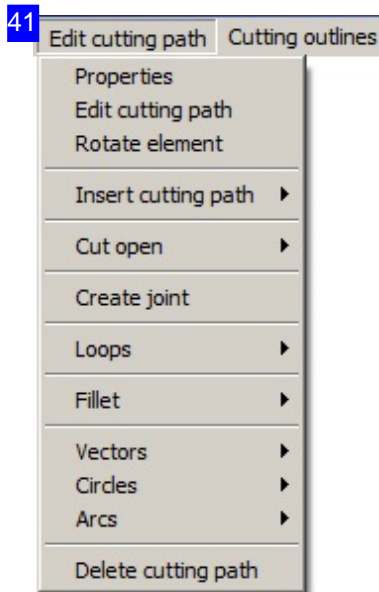 41
Edit cutting path Cutting outlines
Properties
Edit cutting path
Rotate element
Insert cutting path
Cut open
Create joint
Loops
Fillet
Vectors
Circles
Arcs
Delete cutting path